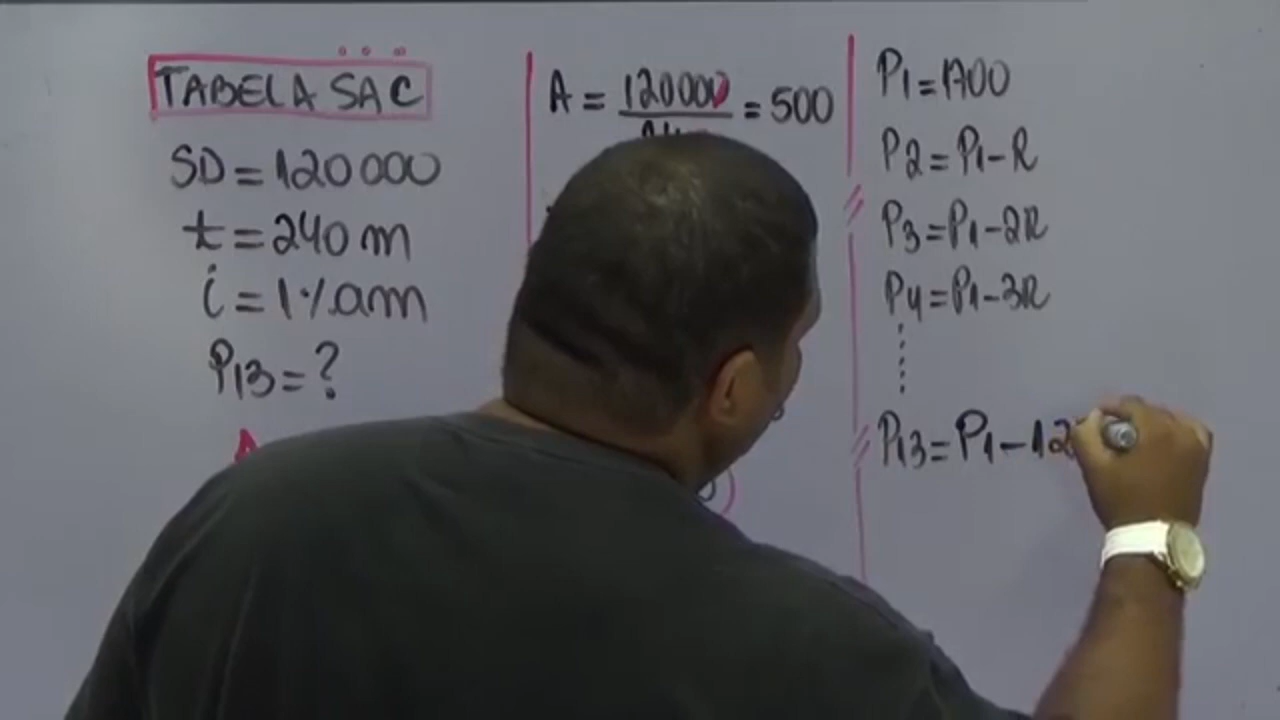 TABELA SAC
SD = 120 000
t = 240 m
i = 1% am
P13 = ?
A = 120000 = 500
P1 = 1700
P2 = P1 - R
P3 = P1 - 2R
P4 = P1 - 3R
P13 = P1 - 12